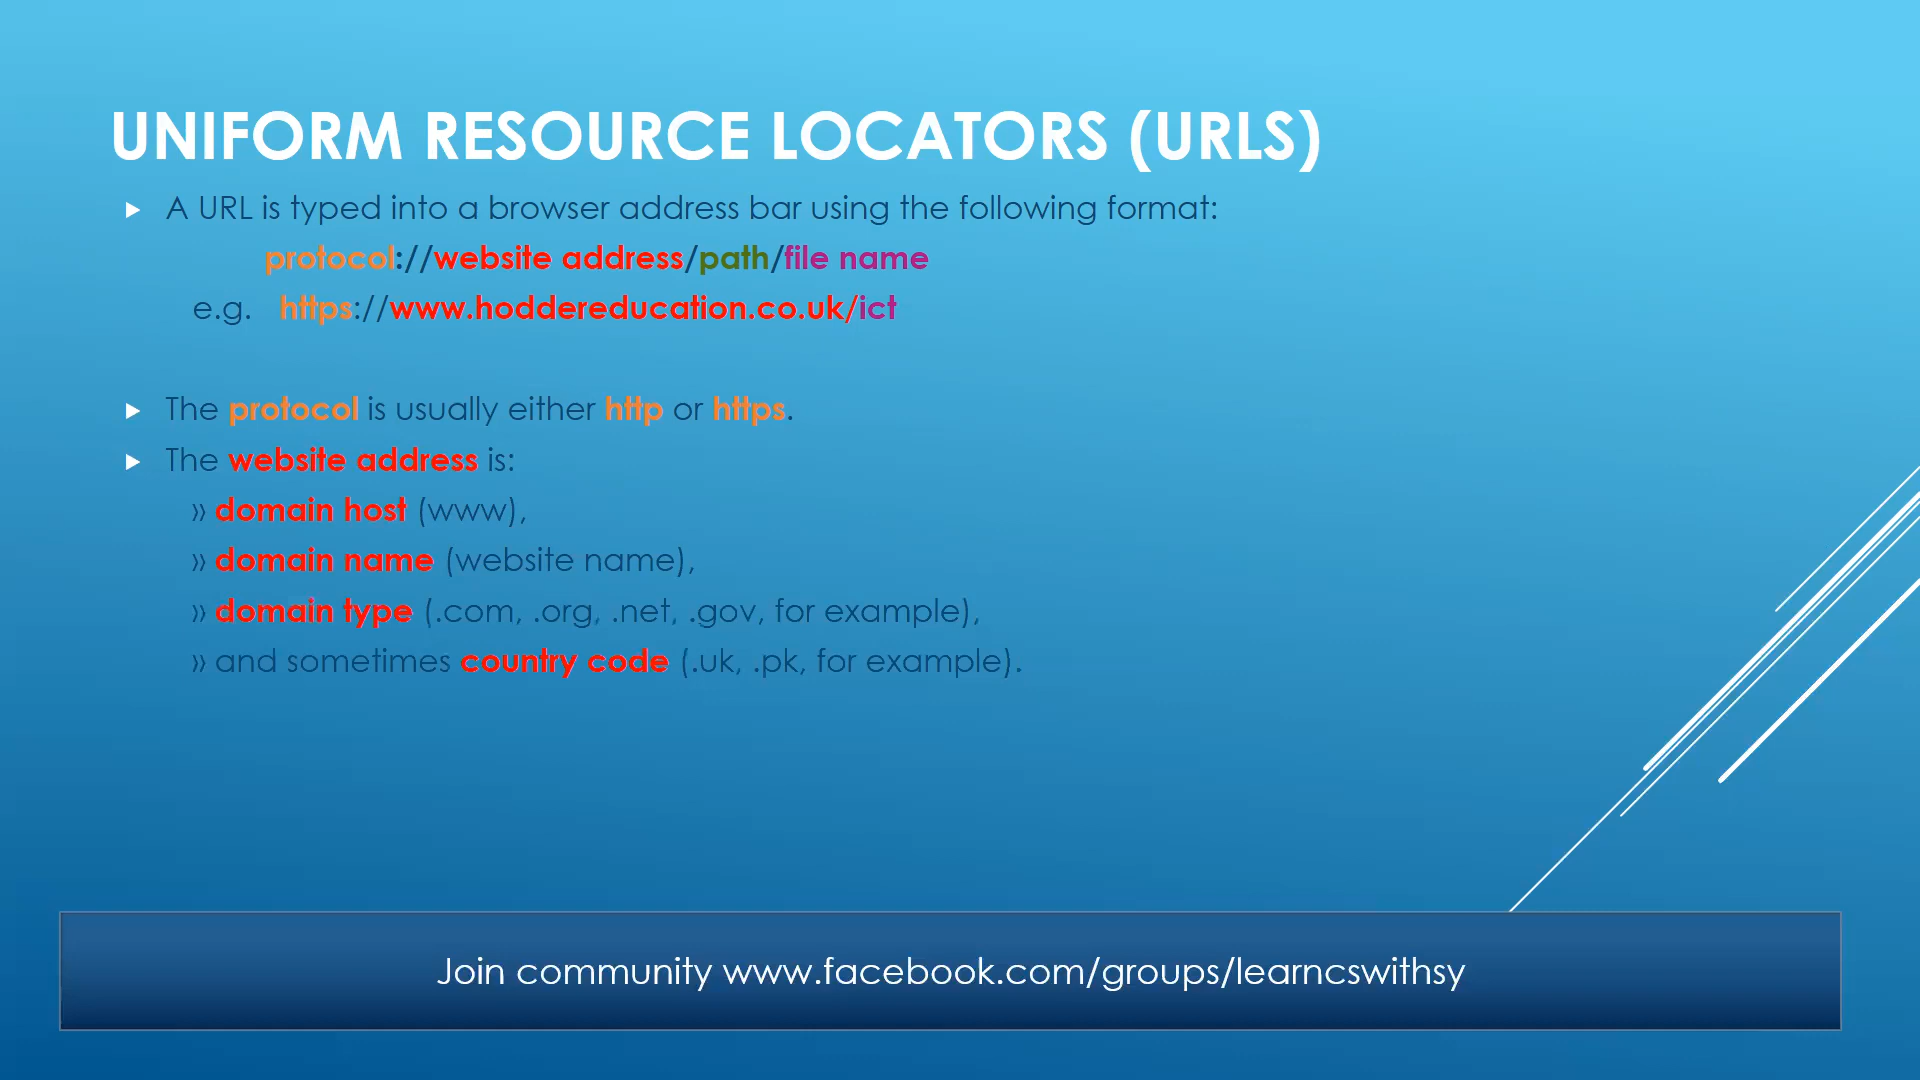 UNIFORM RESOURCE LOCATORS (URLS)
A URL is typed into a browser address bar using the following format:
protocol://website address/path/file name
e.g. https://www.hoddereducation.co.uk/ict
The protocol is usually either http or https.
The website address is:
» domain host (www),
» domain name (website name),
» domain type (.com, .org, .net, .gov, for example),
» and sometimes country code (.uk, .pk, for example).
Join community www.facebook.com/groups/learncswithsy